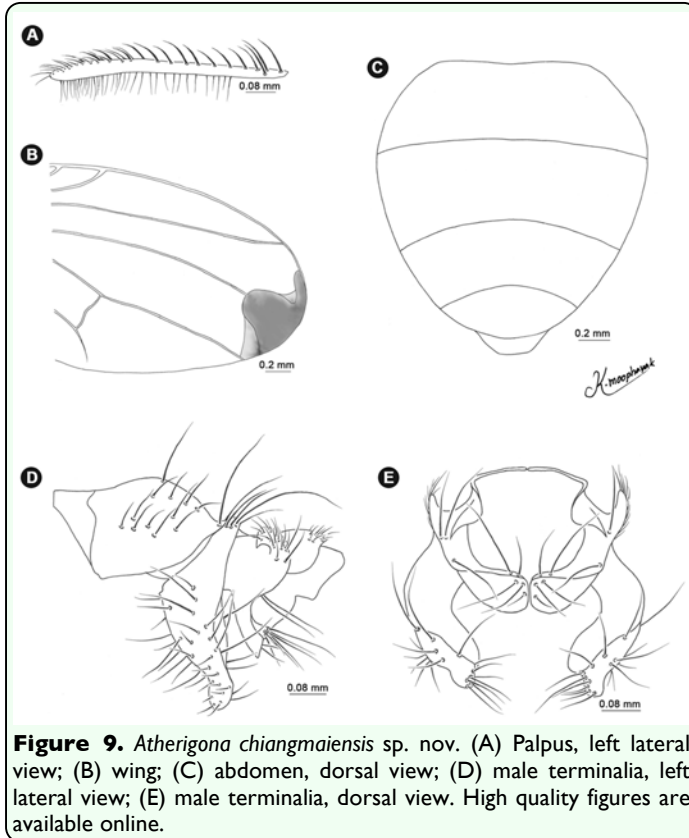 A
0.08 mm
C
B
0.2 mm
0.2 mm
K.moophayak
D
E
0.08 mm
0.08 mm
Figure 9. Atherigona chiangmaiensis sp. nov. (A) Palpus, left lateral
view; (B) wing; (C) abdomen, dorsal view; (D) male terminalia, left
lateral view; (E) male terminalia, dorsal view. High quality figures are
available online.